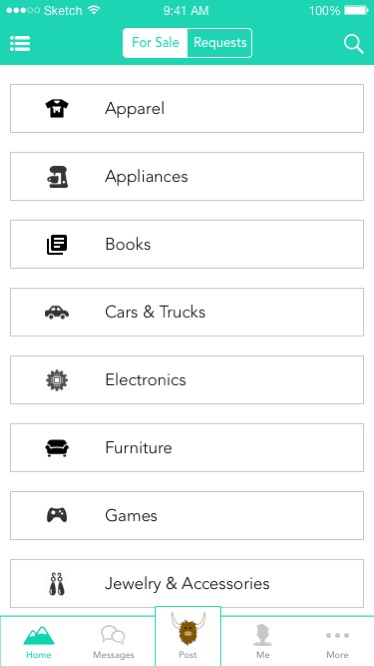 Sketch 9:41 AM 100%
For Sale Requests
Apparel
Appliances
Books
Cars & Trucks
Electronics
Furniture
Games
Jewelry & Accessories
Home Messages Post Me More